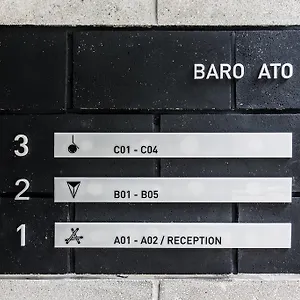 BARO ATO
3 C01 - C04
2 B01 - B05
1 A01 - A02 / RECEPTION